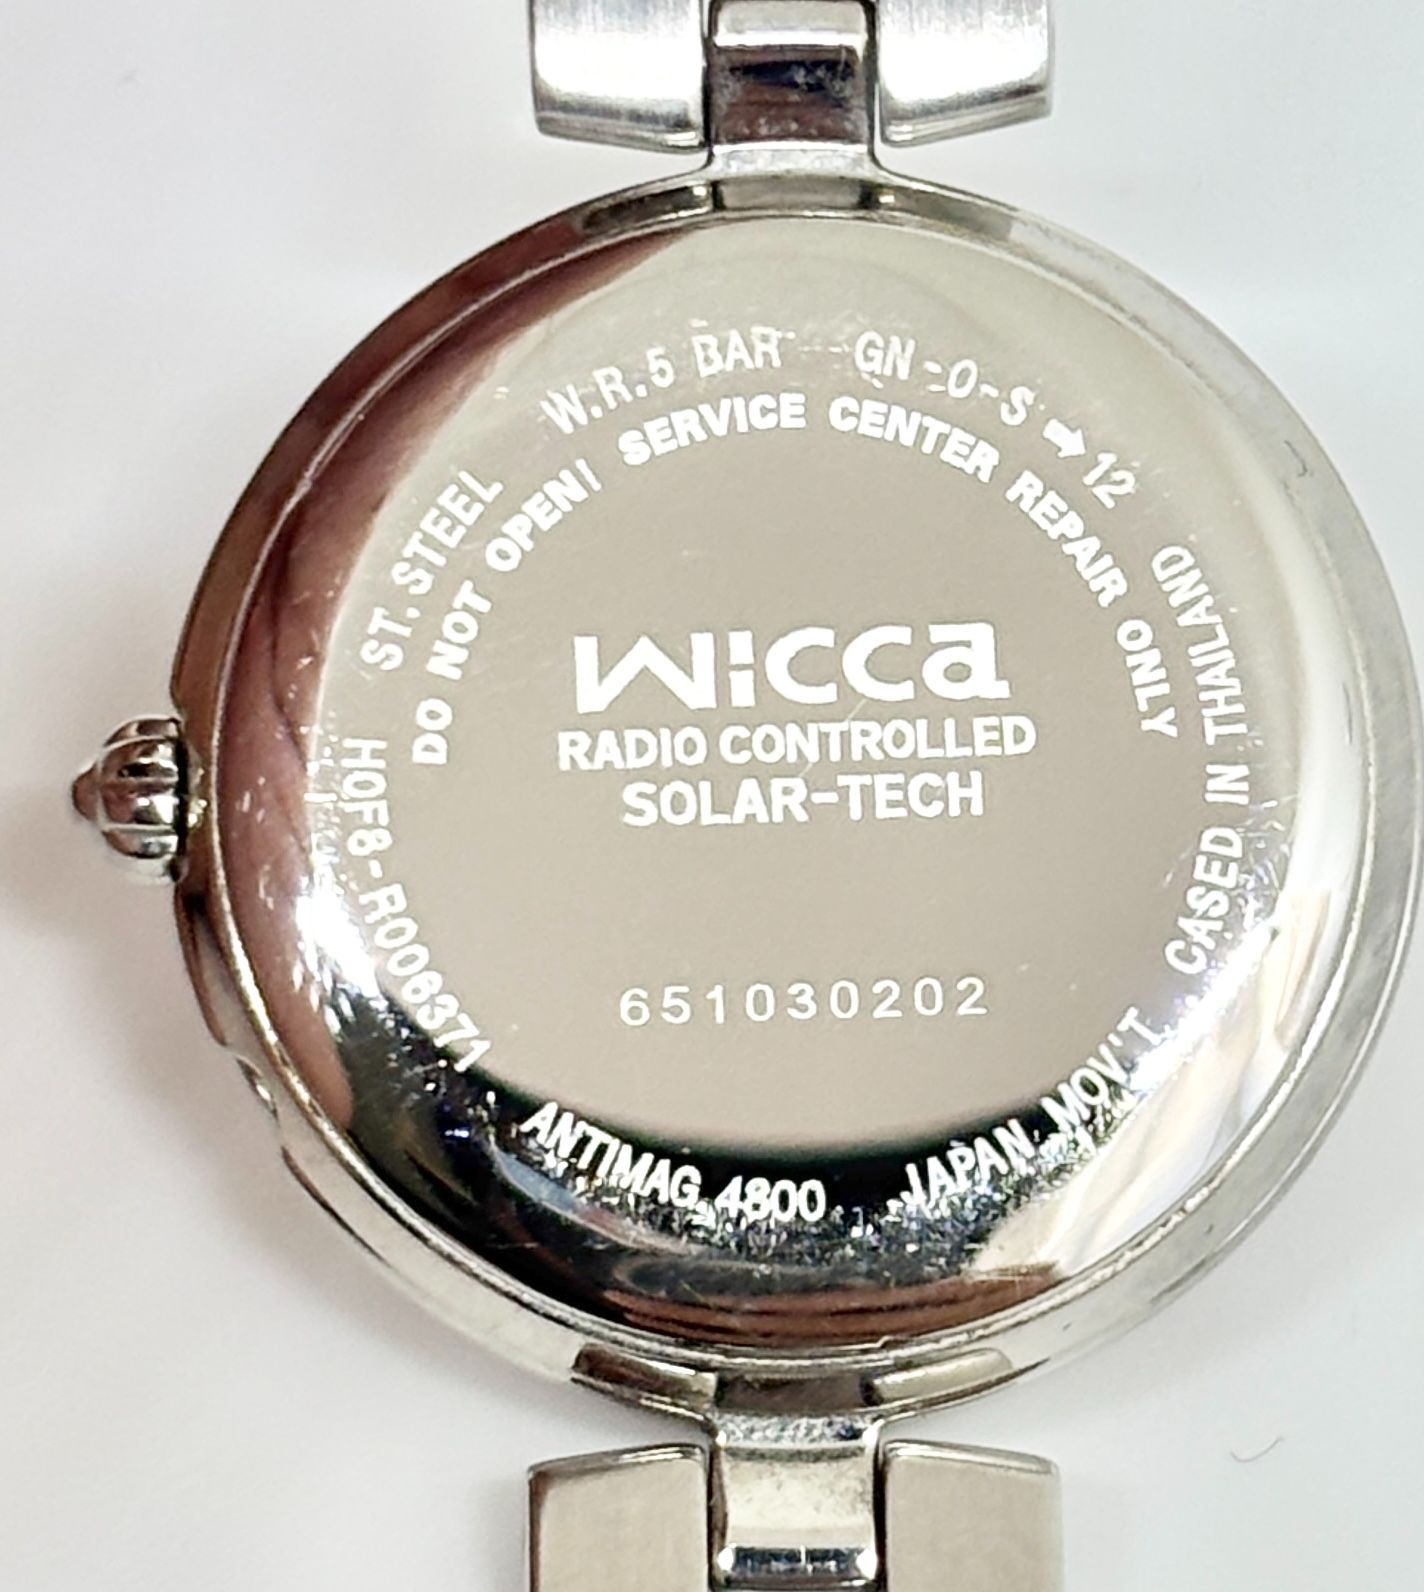 ST.STEEL W.R.5 BAR GN-0-S ➡12
CASED IN THAILAND
DO NOT OPEN! SERVICE CENTER REPAIR ONLY
wicca
RADIO CONTROLLED
SOLAR-TECH
651030202
H0F8-R006371 ANTIMAG 4800 JAPAN MOV'T